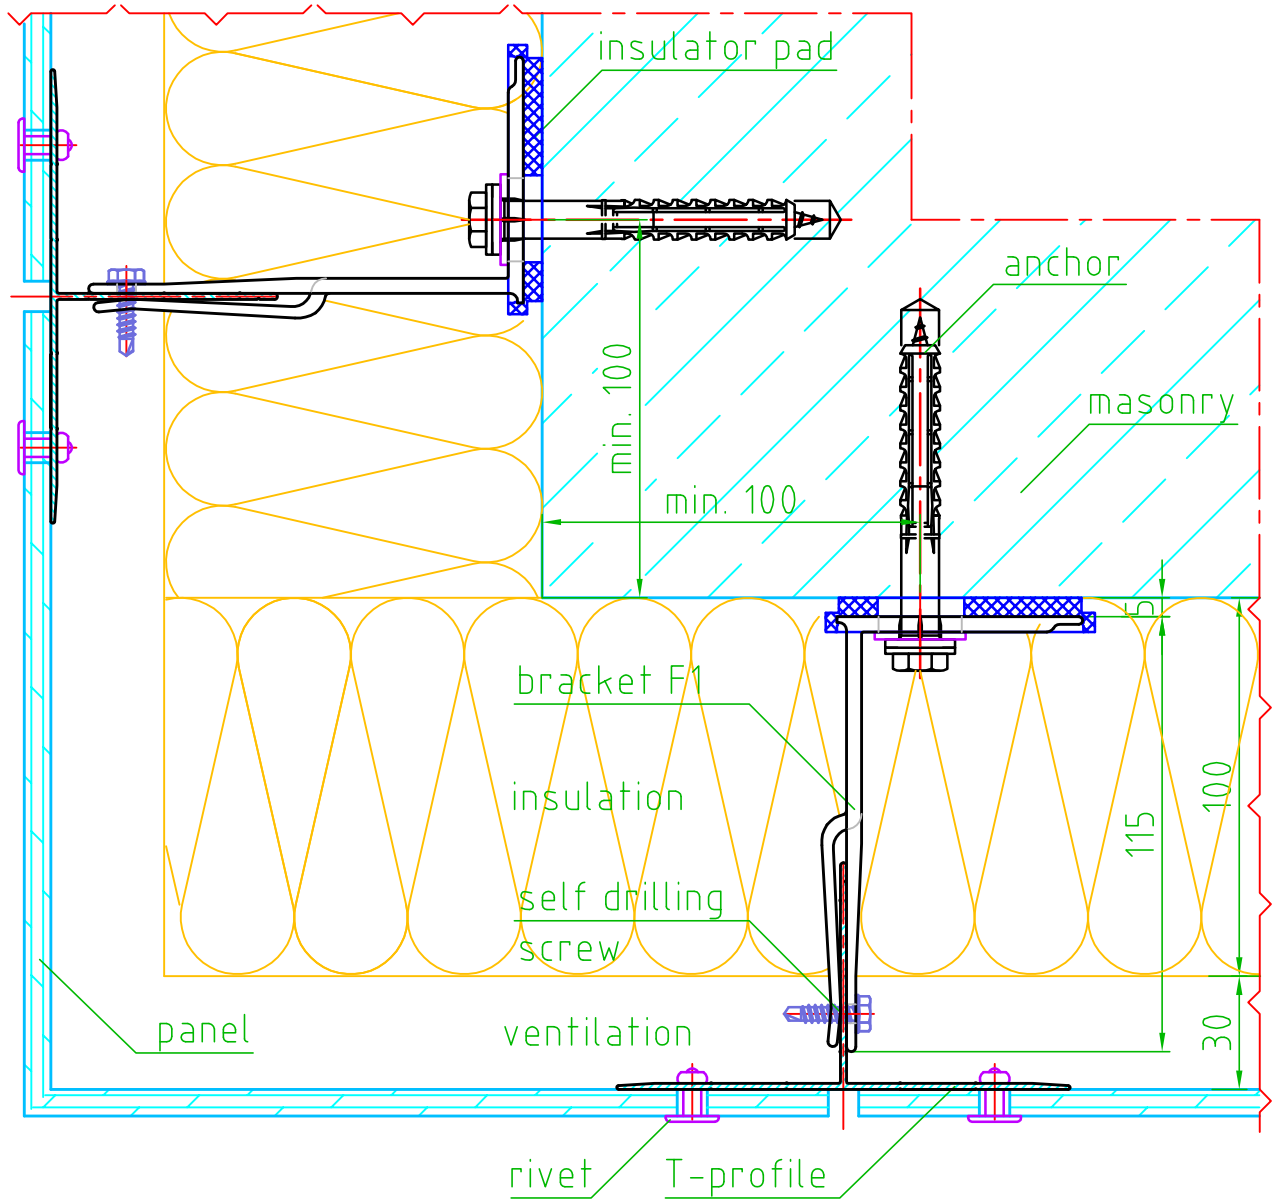 insulator pad
anchor
min. 100
masonry
min. 100
5
bracket F1
insulation
100
115
self drilling
screw
panel
ventilation
30
rivet
T-profile